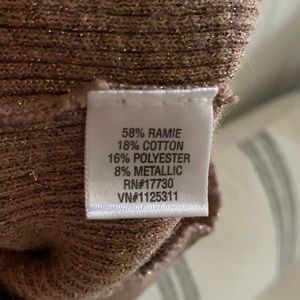 58% RAMIE
18% COTTON
16% POLYESTER
8% METALLIC
RN#17730
VN#1125311